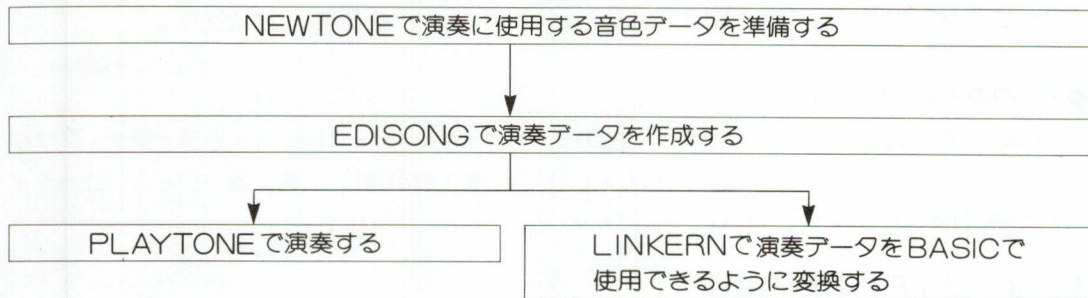 NEWTONEで演奏に使用する音色データを準備する
EDISONGで演奏データを作成する
PLAYTONEで演奏する
LINKERNで演奏データをBASICで
使用できるように変換する